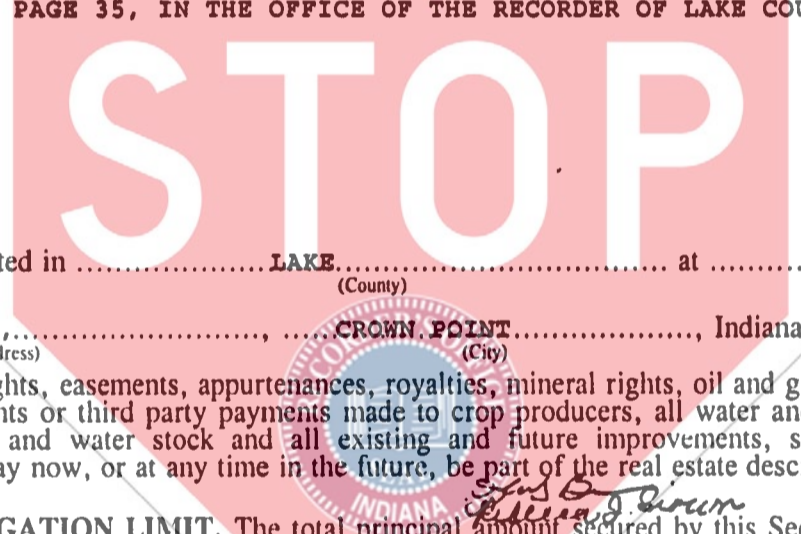 PAGE 35, IN THE OFFICE OF THE RECORDER OF LAKE COU
STOP
ted in ....................LAKE.................................................. at ..............
(County)
,......................................, ......CROWN POINT............................, Indiana
ress) (City)
ghts, easements, appurtenances, royalties, mineral rights, oil and g
nts or third party payments made to crop producers, all water an
and water stock and all existing and future improvements, s
ay now, or at any time in the future, be part of the real estate desc
INDIANA
GATION LIMIT. The total principal amount secured by this Sec